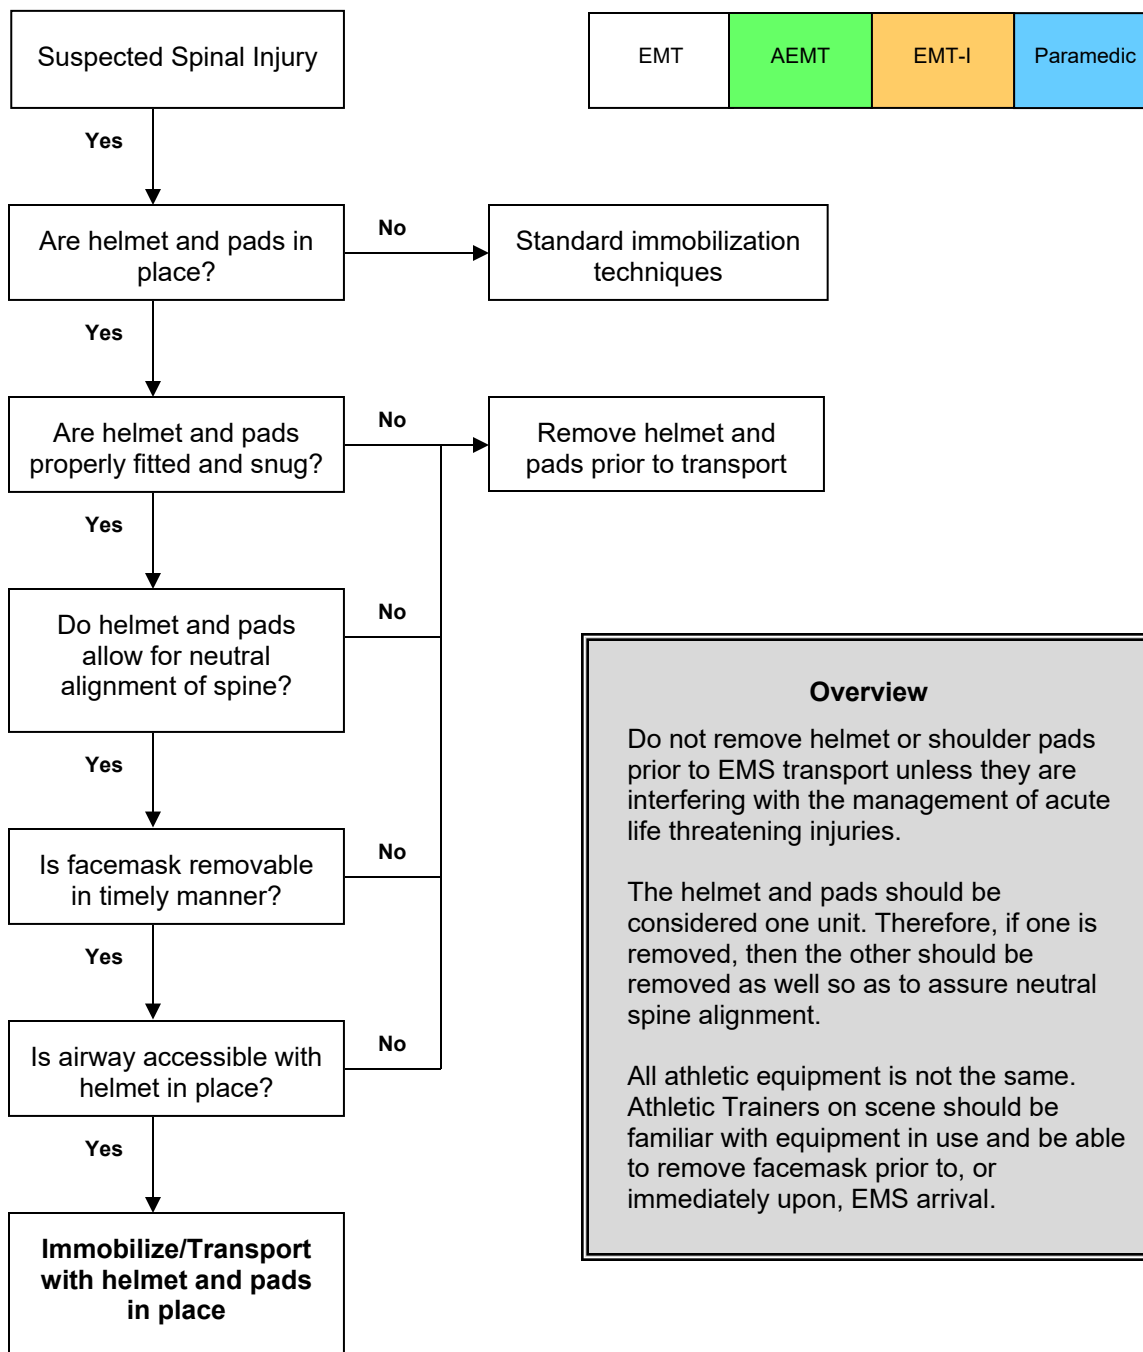 Suspected Spinal Injury
EMT
AEMT
EMT-I
Paramedic
Yes
Are helmet and pads in
place?
No
Standard immobilization
techniques
Yes
Are helmet and pads
properly fitted and snug?
No
Remove helmet and
pads prior to transport
Yes
Do helmet and pads
allow for neutral
alignment of spine?
No
Yes
Is facemask removable
in timely manner?
No
Yes
Is airway accessible with
helmet in place?
No
Yes
Immobilize/Transport
with helmet and pads
in place
Overview
Do not remove helmet or shoulder pads
prior to EMS transport unless they are
interfering with the management of acute
life threatening injuries.
The helmet and pads should be
considered one unit. Therefore, if one is
removed, then the other should be
removed as well so as to assure neutral
spine alignment.
All athletic equipment is not the same.
Athletic Trainers on scene should be
familiar with equipment in use and be able
to remove facemask prior to, or
immediately upon, EMS arrival.